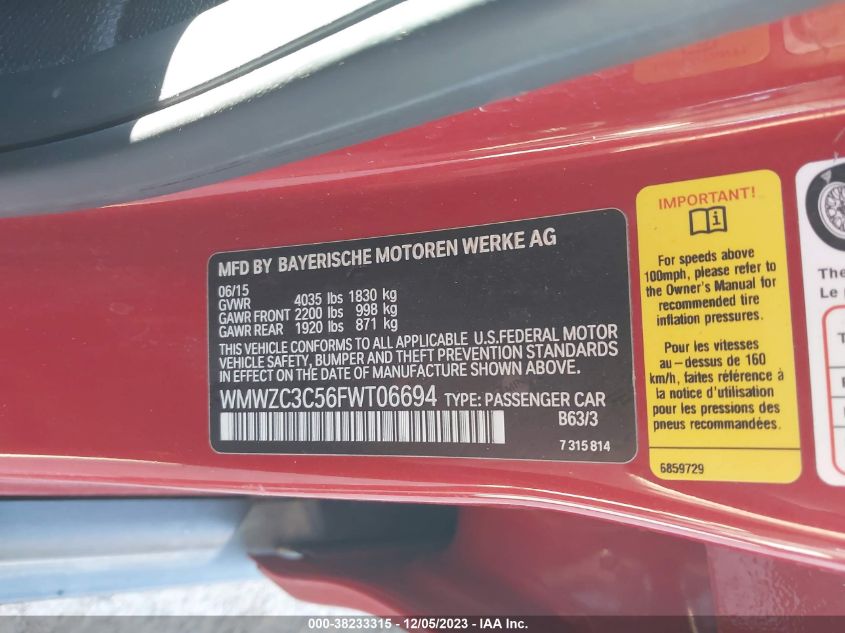 MFD BY BAYERISCHE MOTOREN WERKE AG
06/15
GVWR 4035 lbs 1830 kg
GAWR FRONT 2200 lbs 998 kg
GAWR REAR 1920 lbs 871 kg
THIS VEHICLE CONFORMS TO ALL APPLICABLE U.S.FEDERAL MOTOR
VEHICLE SAFETY, BUMPER AND THEFT PREVENTION STANDARDS
IN EFFECT ON THE DATE OF MANUFACTURE SHOWN ABOVE.
WMWZC3C56FWT06694 TYPE: PASSENGER CAR
B63/3
7 315 814
IMPORTANT!
For speeds above
100mph, please refer to
the Owner's Manual for
recommended tire
inflation pressures.
Pour les vitesses
au-dessus de 160
km/h, faites référence à
la notice d'utilisation
pour les pressions des
pneus recommandées.
6859729
The
Le
000-38233315 - 12/05/2023 - IAA Inc.